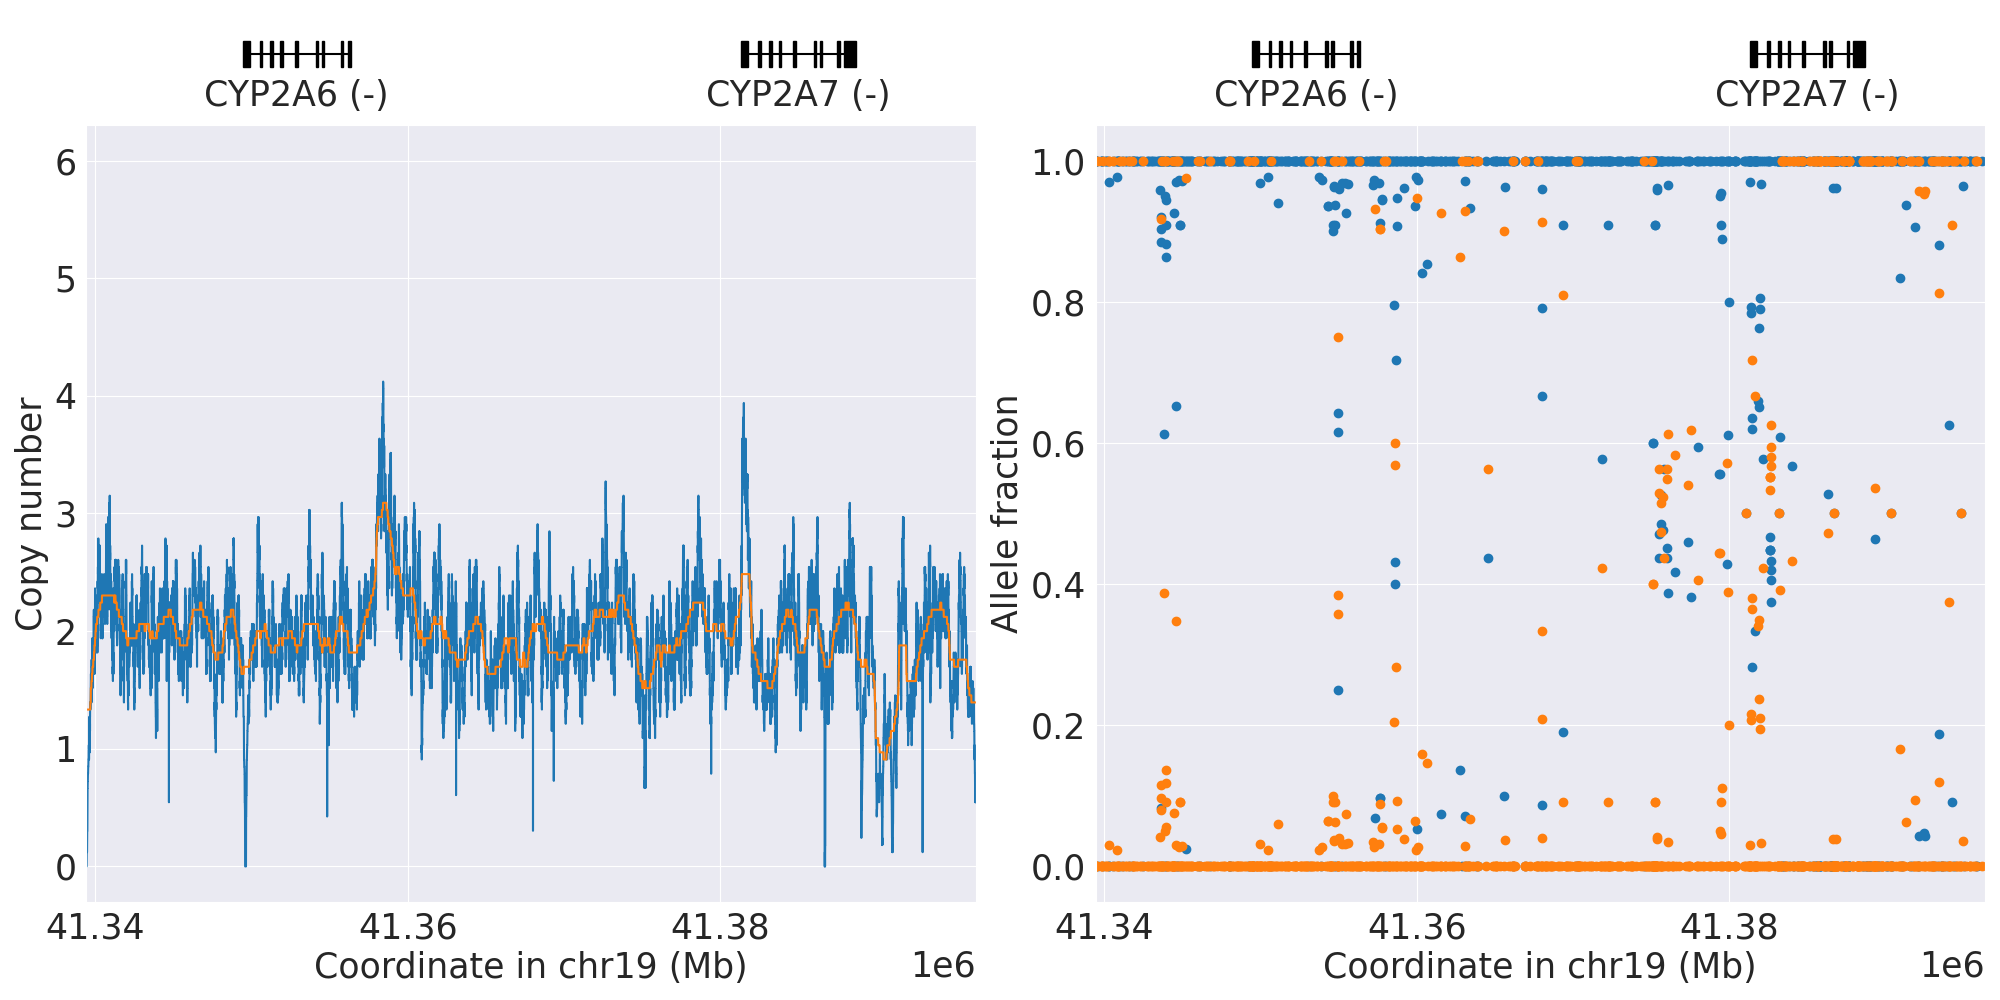 CYP2A6 (-)
CYP2A7 (-)
6
5
4
3
2
1
0
Copy number
41.34
41.36
41.38
Coordinate in chr19 (Mb)
1e6
CYP2A6 (-)
CYP2A7 (-)
1.0
0.8
0.6
0.4
0.2
0.0
Allele fraction
41.34
41.36
41.38
Coordinate in chr19 (Mb)
1e6